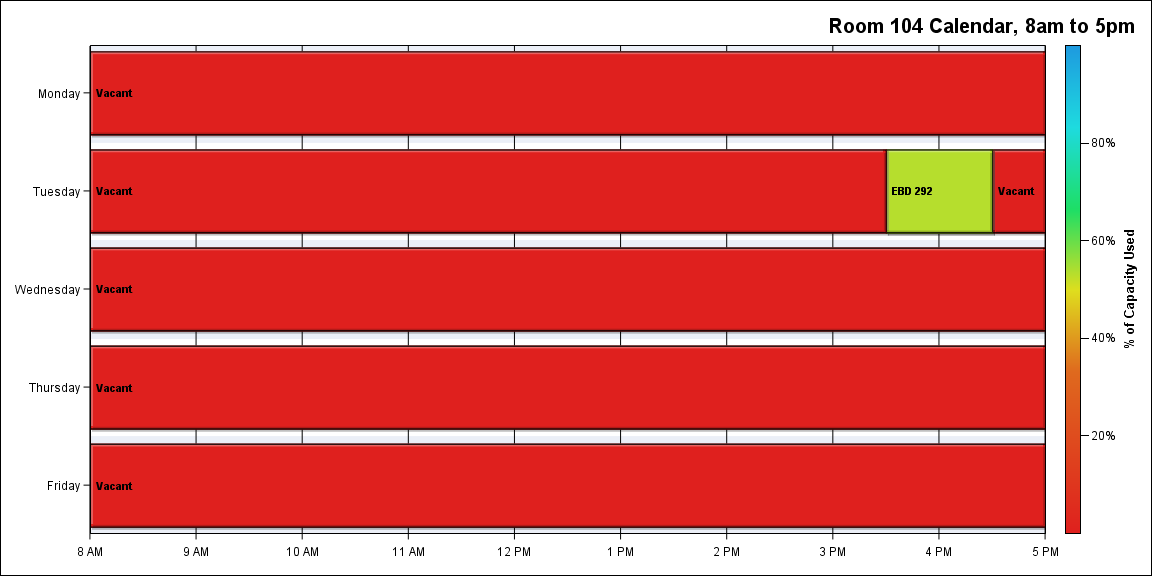 Room 104 Calendar, 8am to 5pm
Monday
Vacant
Tuesday
Vacant
EBD 292
Vacant
Wednesday
Vacant
Thursday
Vacant
Friday
Vacant
8 AM 9 AM 10 AM 11 AM 12 PM 1 PM 2 PM 3 PM 4 PM 5 PM
80%
60%
40%
20%
% of Capacity Used